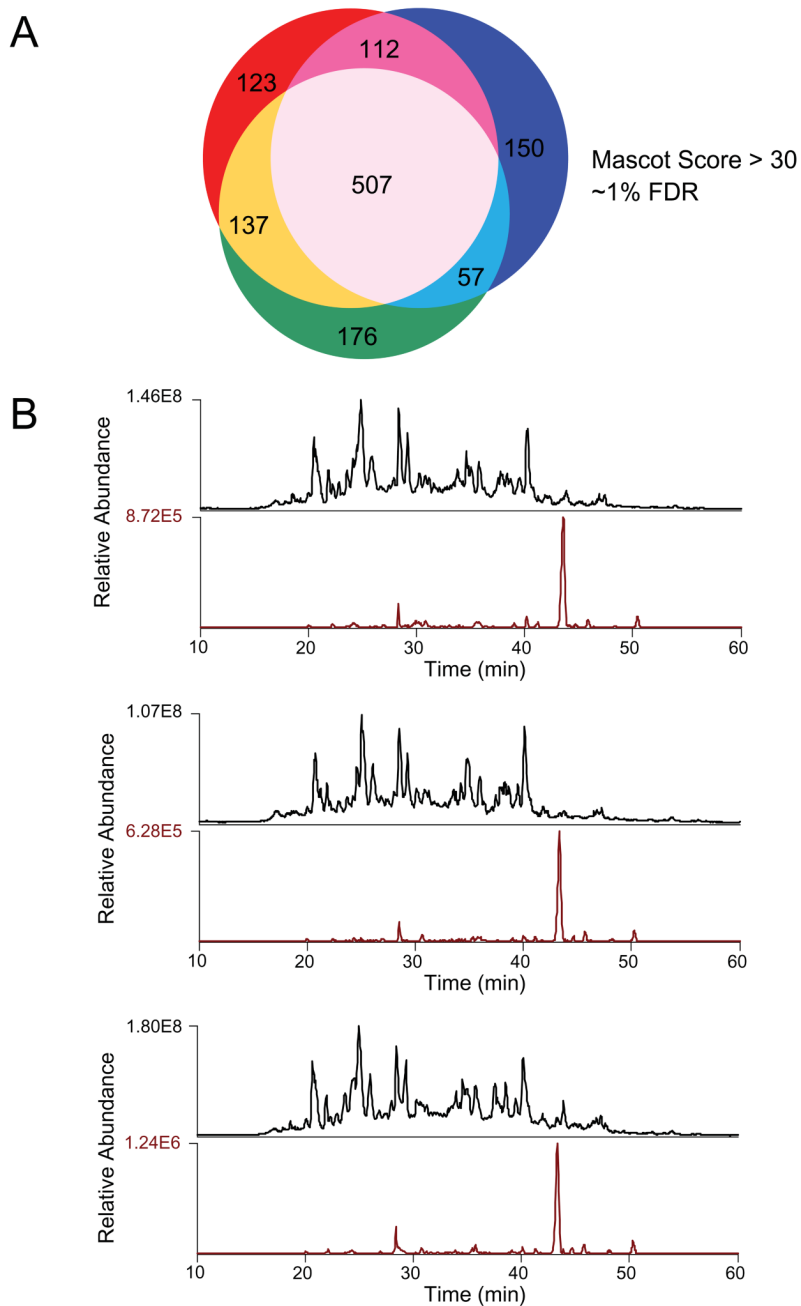 A
112
123
150
Mascot Score > 30
~1% FDR
507
137
57
176
B
1.46E8
Relative Abundance
8.72E5
10 20 30 40 50 60
Time (min)
1.07E8
Relative Abundance
6.28E5
10 20 30 40 50 60
Time (min)
1.80E8
Relative Abundance
1.24E6
10 20 30 40 50 60
Time (min)